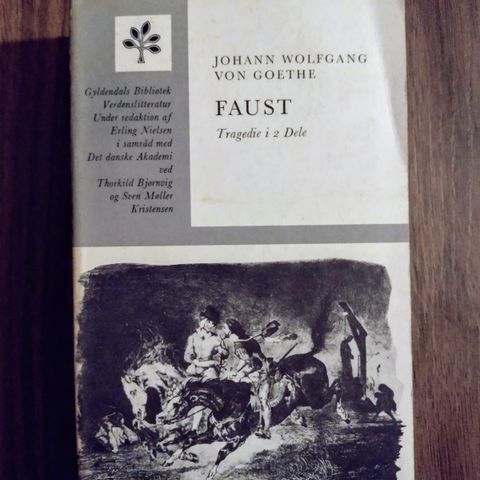 JOHANN WOLFGANG
VON GOETHE
FAUST
Tragedie i 2 Dele
Gyldendals Bibliotek
Verdenslitteratur
Under redaktion af
Erling Nielsen
i samråd med
Det danske Akademi
ved
Thorkild Bjørnvig
og Sven Møller
Kristensen